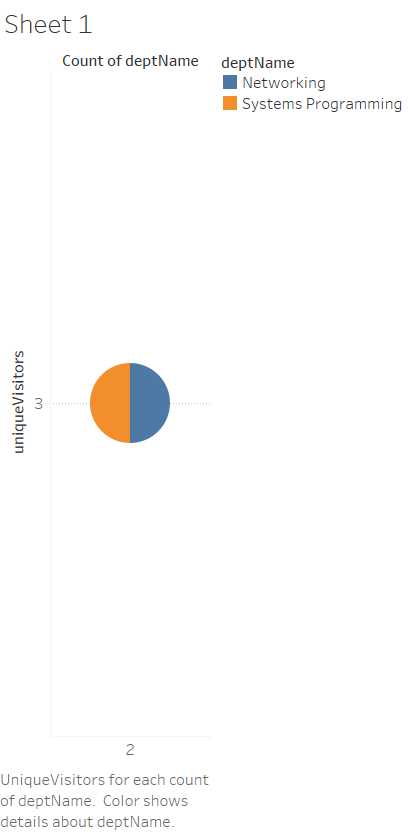 Sheet 1
Count of deptName
deptName
Networking
Systems Programming
uniqueVisitors
3
2
UniqueVisitors for each count
of deptName.  Color shows
details about deptName.